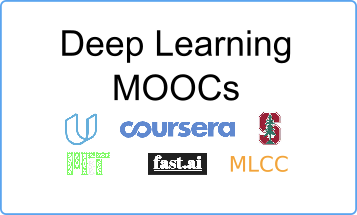 Deep Learning
MOOCs
coursera
MIT fast.ai MLCC